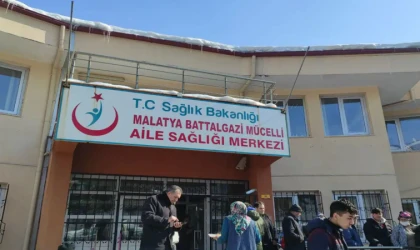 T.C Sağlık Bakanlığı
MALATYA BATTALGAZİ MÜCELLİ
AİLE SAĞLIĞI MERKEZİ